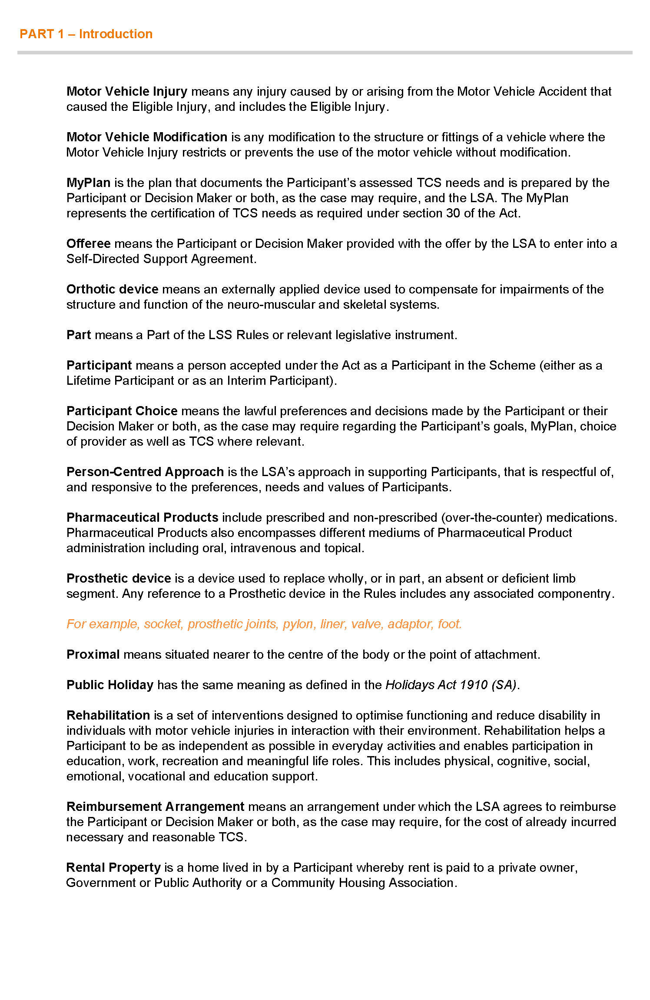 PART 1 – Introduction
Motor Vehicle Injury means any injury caused by or arising from the Motor Vehicle Accident that
caused the Eligible Injury, and includes the Eligible Injury.
Motor Vehicle Modification is any modification to the structure or fittings of a vehicle where the
Motor Vehicle Injury restricts or prevents the use of the motor vehicle without modification.
MyPlan is the plan that documents the Participant’s assessed TCS needs and is prepared by the
Participant or Decision Maker or both, as the case may require, and the LSA. The MyPlan
represents the certification of TCS needs as required under section 30 of the Act.
Offeree means the Participant or Decision Maker provided with the offer by the LSA to enter into a
Self-Directed Support Agreement.
Orthotic device means an externally applied device used to compensate for impairments of the
structure and function of the neuro-muscular and skeletal systems.
Part means a Part of the LSS Rules or relevant legislative instrument.
Participant means a person accepted under the Act as a Participant in the Scheme (either as a
Lifetime Participant or as an Interim Participant).
Participant Choice means the lawful preferences and decisions made by the Participant or their
Decision Maker or both, as the case may require regarding the Participant’s goals, MyPlan, choice
of provider as well as TCS where relevant.
Person-Centred Approach is the LSA’s approach in supporting Participants, that is respectful of,
and responsive to the preferences, needs and values of Participants.
Pharmaceutical Products include prescribed and non-prescribed (over-the-counter) medications.
Pharmaceutical Products also encompasses different mediums of Pharmaceutical Product
administration including oral, intravenous and topical.
Prosthetic device is a device used to replace wholly, or in part, an absent or deficient limb
segment. Any reference to a Prosthetic device in the Rules includes any associated componentry.
For example, socket, prosthetic joints, pylon, liner, valve, adaptor, foot.
Proximal means situated nearer to the centre of the body or the point of attachment.
Public Holiday has the same meaning as defined in the Holidays Act 1910 (SA).
Rehabilitation is a set of interventions designed to optimise functioning and reduce disability in
individuals with motor vehicle injuries in interaction with their environment. Rehabilitation helps a
Participant to be as independent as possible in everyday activities and enables participation in
education, work, recreation and meaningful life roles. This includes physical, cognitive, social,
emotional, vocational and education support.
Reimbursement Arrangement means an arrangement under which the LSA agrees to reimburse
the Participant or Decision Maker or both, as the case may require, for the cost of already incurred
necessary and reasonable TCS.
Rental Property is a home lived in by a Participant whereby rent is paid to a private owner,
Government or Public Authority or a Community Housing Association.